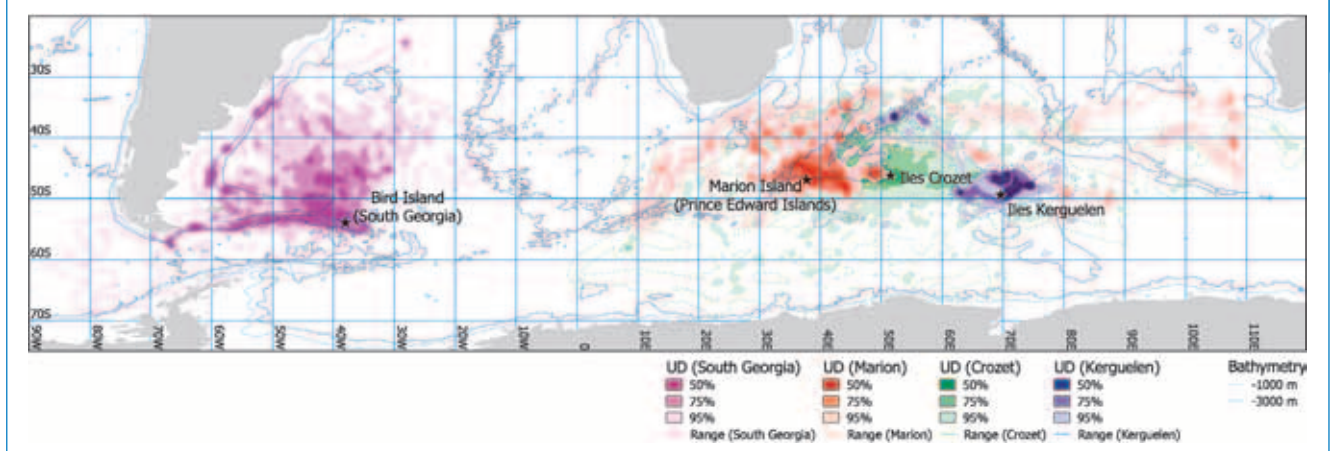 30S
40S
Bird Island
(South Georgia)
Marion Island
(Prince Edward Islands)
Iles Crozet
Iles Kerguelen
50S
60S
70S
90W 80W 70W 60W 50W 40W 30W 20W 10W 0 10E 20E 30E 40E 50E 60E 70E 80E 90E 100E 110E
UD (South Georgia) UD (Marion) UD (Crozet) UD (Kerguelen) Bathymetry
50% 50% 50% 50% -1000 m
75% 75% 75% 75% -3000 m
95% 95% 95% 95%
Range (South Georgia) Range (Marion) Range (Crozet) Range (Kerguelen)